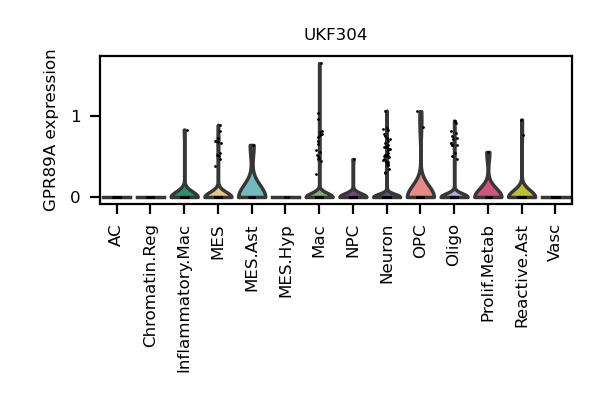 UKF304
GPR89A expression
1
0
AC
Chromatin.Reg
Inflammatory.Mac
MES
MES.Ast
MES.Hyp
Mac
NPC
Neuron
OPC
Oligo
Prolif.Metab
Reactive.Ast
Vasc